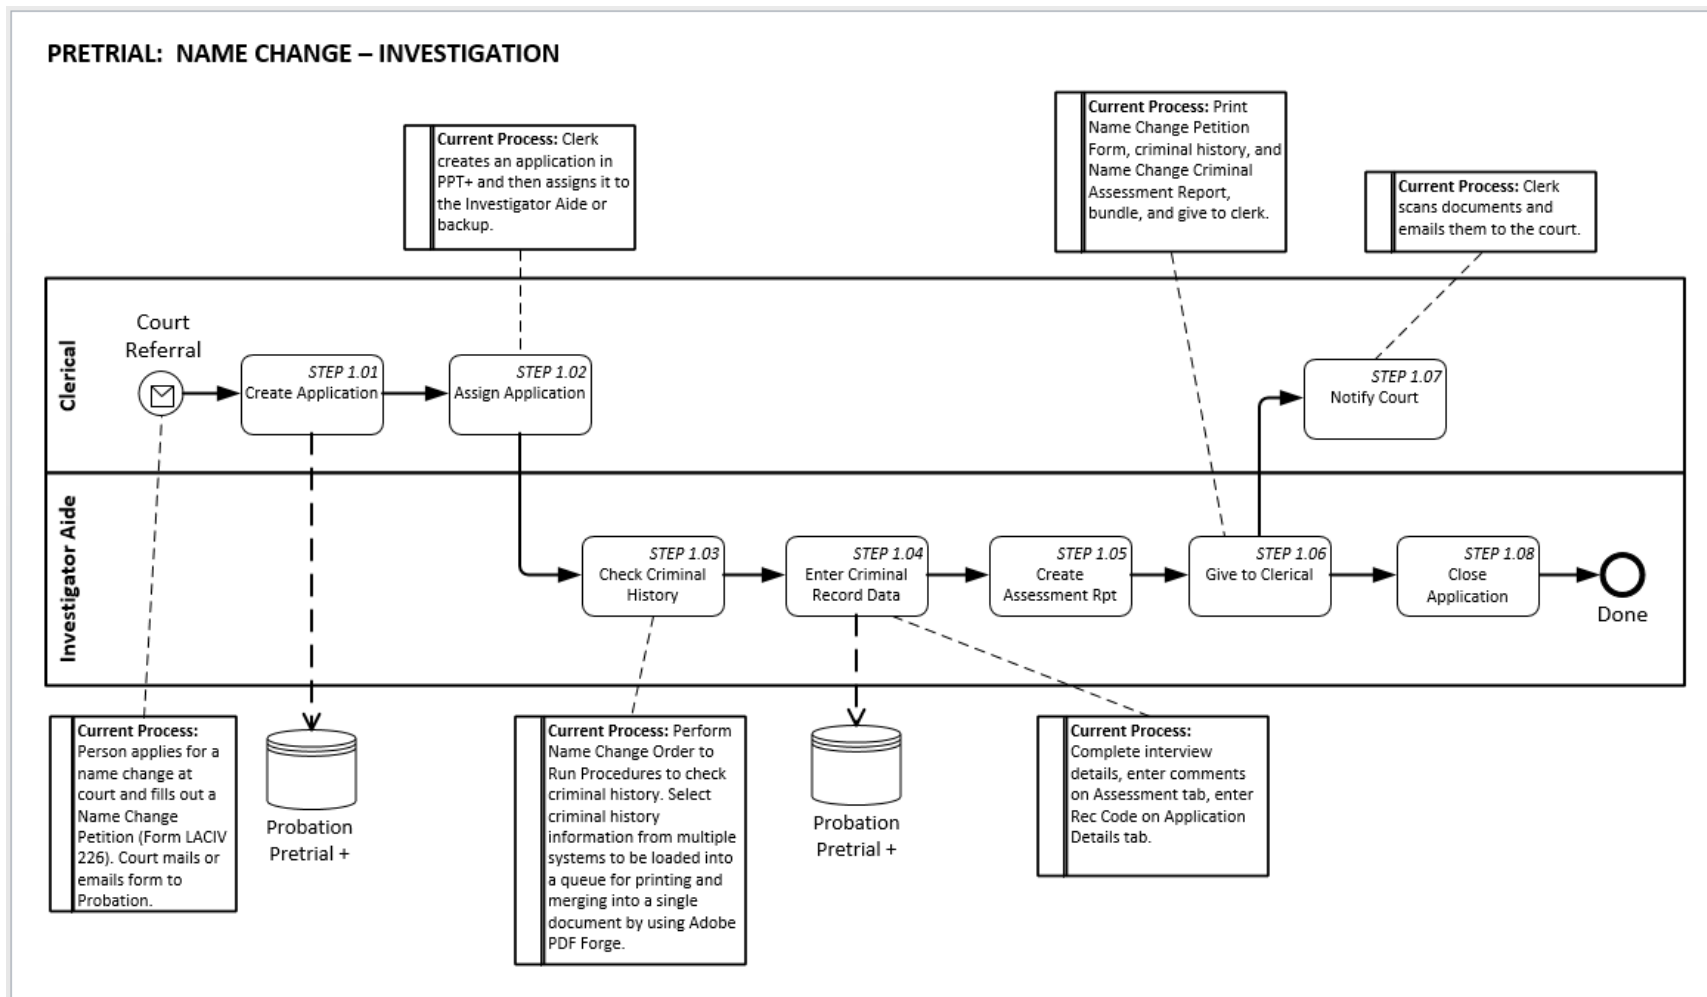 PRETRIAL:  NAME CHANGE – INVESTIGATION
Current Process: Clerk
creates an application in
PPT+ and then assigns it to
the Investigator Aide or
backup.
Current Process: Print
Name Change Petition
Form, criminal history, and
Name Change Criminal
Assessment Report,
bundle, and give to clerk.
Current Process: Clerk
scans documents and
emails them to the court.
Clerical
Court
Referral
STEP 1.01
Create Application
STEP 1.02
Assign Application
STEP 1.07
Notify Court
Investigator Aide
STEP 1.03
Check Criminal
History
STEP 1.04
Enter Criminal
Record Data
STEP 1.05
Create
Assessment Rpt
STEP 1.06
Give to Clerical
STEP 1.08
Close
Application
Done
Current Process:
Person applies for a
name change at
court and fills out a
Name Change
Petition (Form LACIV
226). Court mails or
emails form to
Probation.
Probation
Pretrial +
Current Process: Perform
Name Change Order to
Run Procedures to check
criminal history. Select
criminal history
information from multiple
systems to be loaded into
a queue for printing and
merging into a single
document by using Adobe
PDF Forge.
Probation
Pretrial +
Current Process:
Complete interview
details, enter comments
on Assessment tab, enter
Rec Code on Application
Details tab.